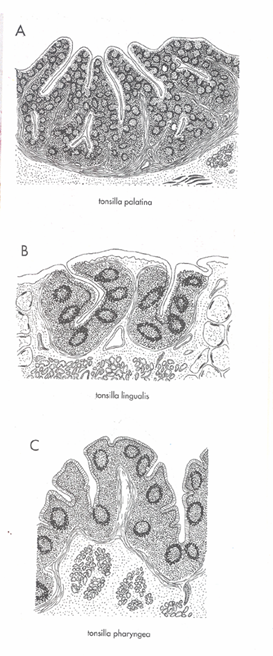 A
tonsilla palatina
B
tonsilla lingualis
C
tonsilla pharyngea